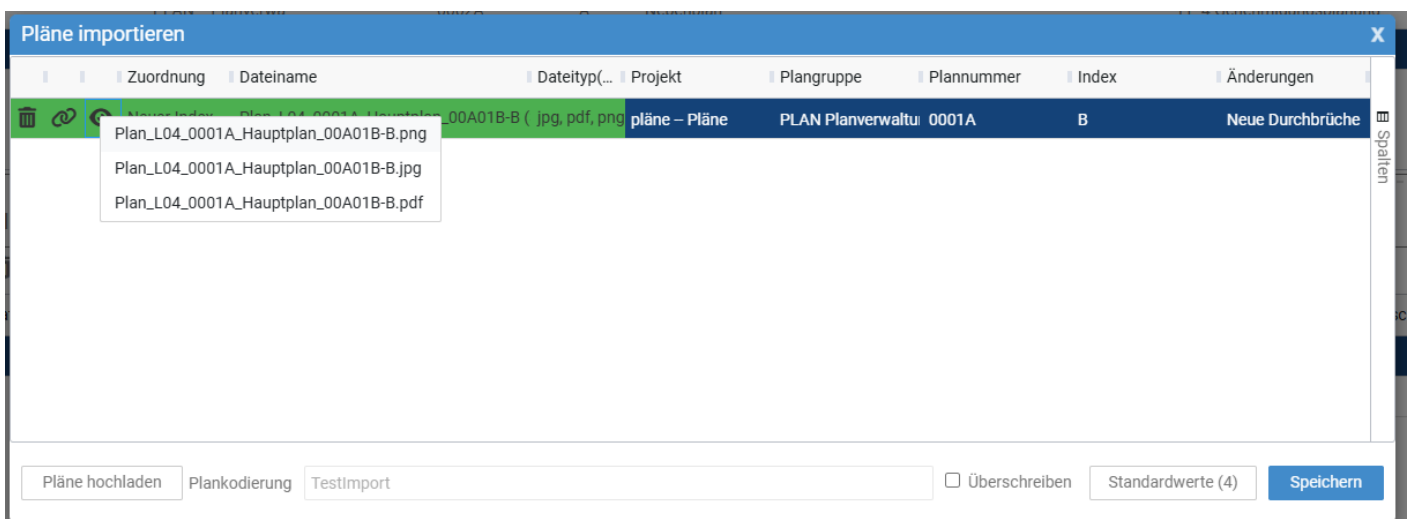 Pläne importieren X
Zuordnung Dateiname Dateityp(... Projekt Plangruppe Plannummer Index Änderungen
Neuer Index Plan_L04_0001A_Hauptplan_00A01B-B ( jpg, pdf, png pläne – Pläne PLAN Planverwaltu 0001A B Neue Durchbrüche
Plan_L04_0001A_Hauptplan_00A01B-B.png
Plan_L04_0001A_Hauptplan_00A01B-B.jpg
Plan_L04_0001A_Hauptplan_00A01B-B.pdf
Spalten
Pläne hochladen Plankodierung TestImport Überschreiben Standardwerte (4) Speichern